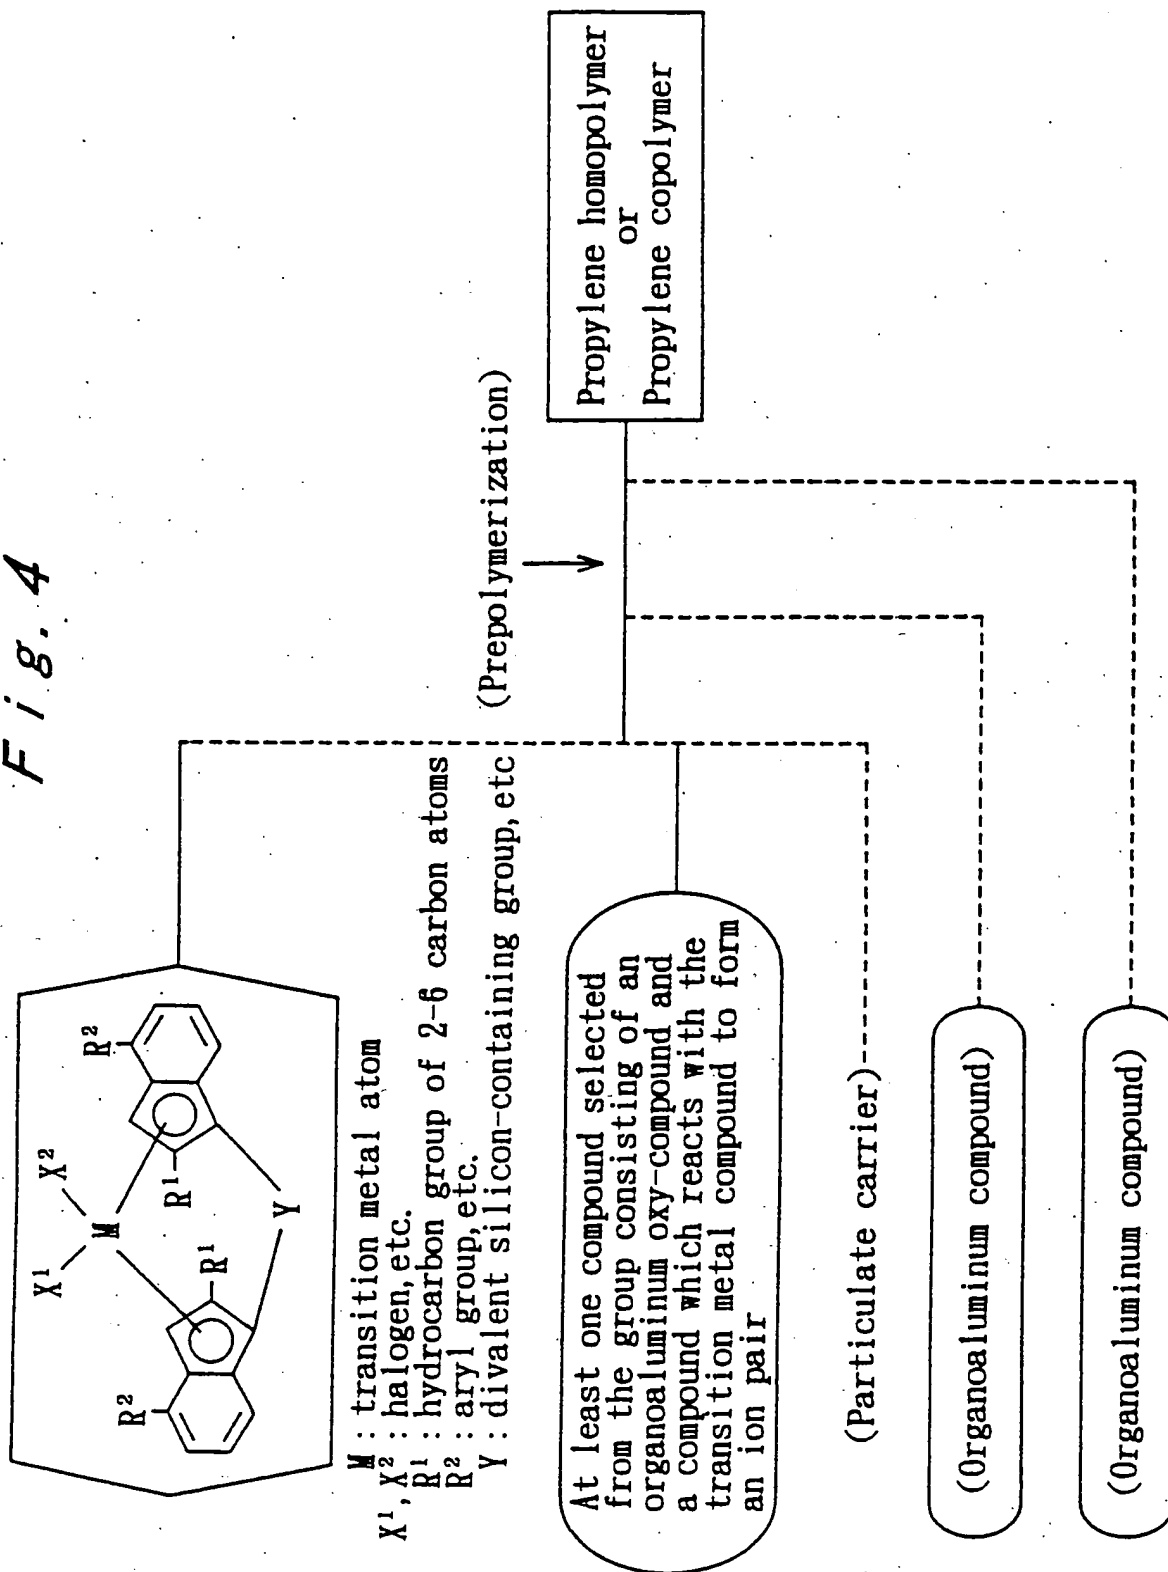 Fig. 4
X¹ X²
M
R² R¹ R¹ R²
Y
M : transition metal atom
X¹, X² : halogen, etc.
R¹ : hydrocarbon group of 2-6 carbon atoms
R² : aryl group, etc.
Y : divalent silicon-containing group, etc
At least one compound selected
from the group consisting of an
organoaluminum oxy-compound and
a compound which reacts with the
transition metal compound to form
an ion pair
(Particulate carrier)
(Organoaluminum compound)
(Organoaluminum compound)
(Prepolymerization)
Propylene homopolymer
or
Propylene copolymer